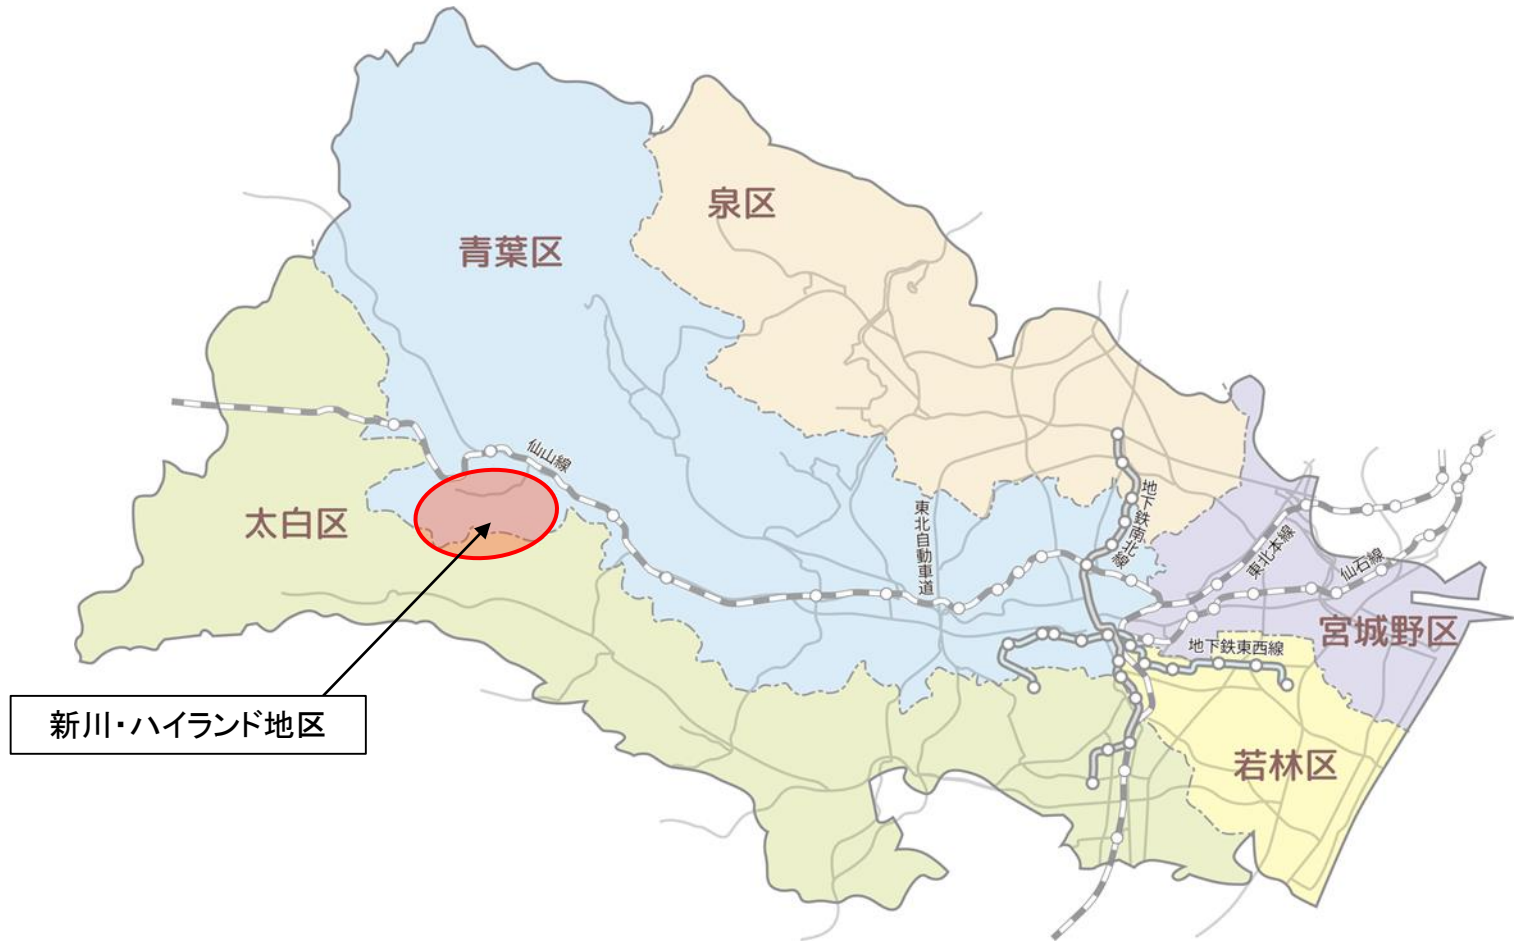 泉区
青葉区
仙山線
太白区
地下鉄南北線
東北自動車道
東北本線
仙石線
宮城野区
地下鉄東西線
新川・ハイランド地区
若林区